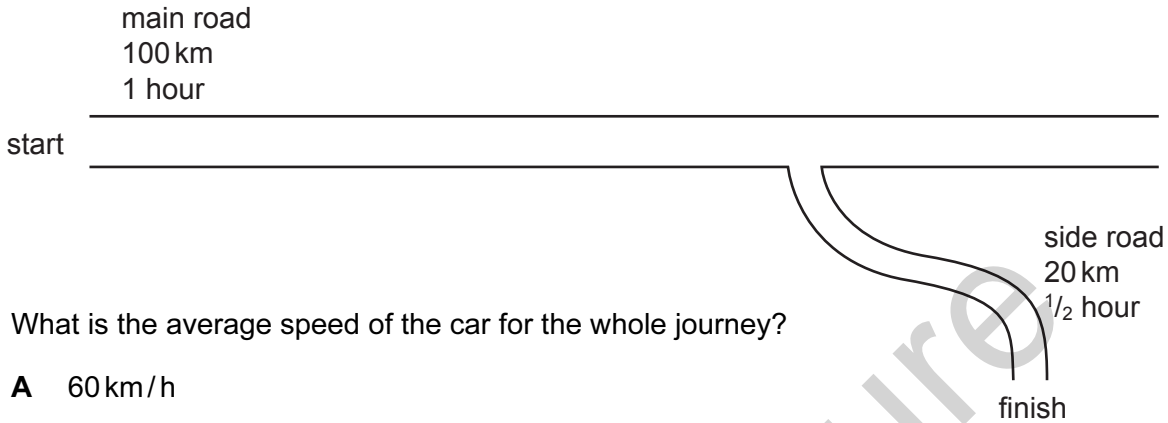 main road
100 km
1 hour
start
side road
20 km
1/2 hour
What is the average speed of the car for the whole journey?
A 60 km / h
finish